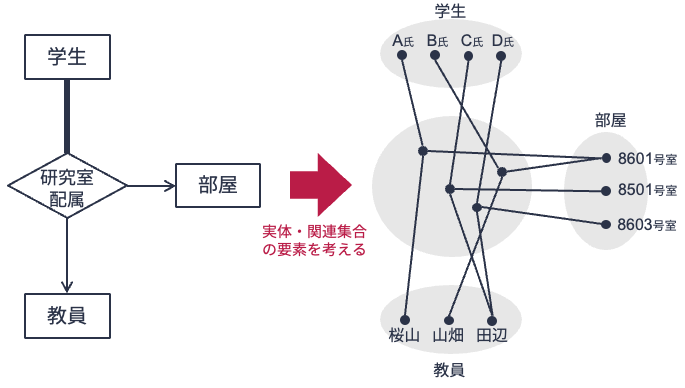 学生
研究室
配属
部屋
教員
実体・関連集合
の要素を考える
学生
A氏 B氏 C氏 D氏
部屋
8601号室
8501号室
8603号室
桜山 山畑 田辺
教員